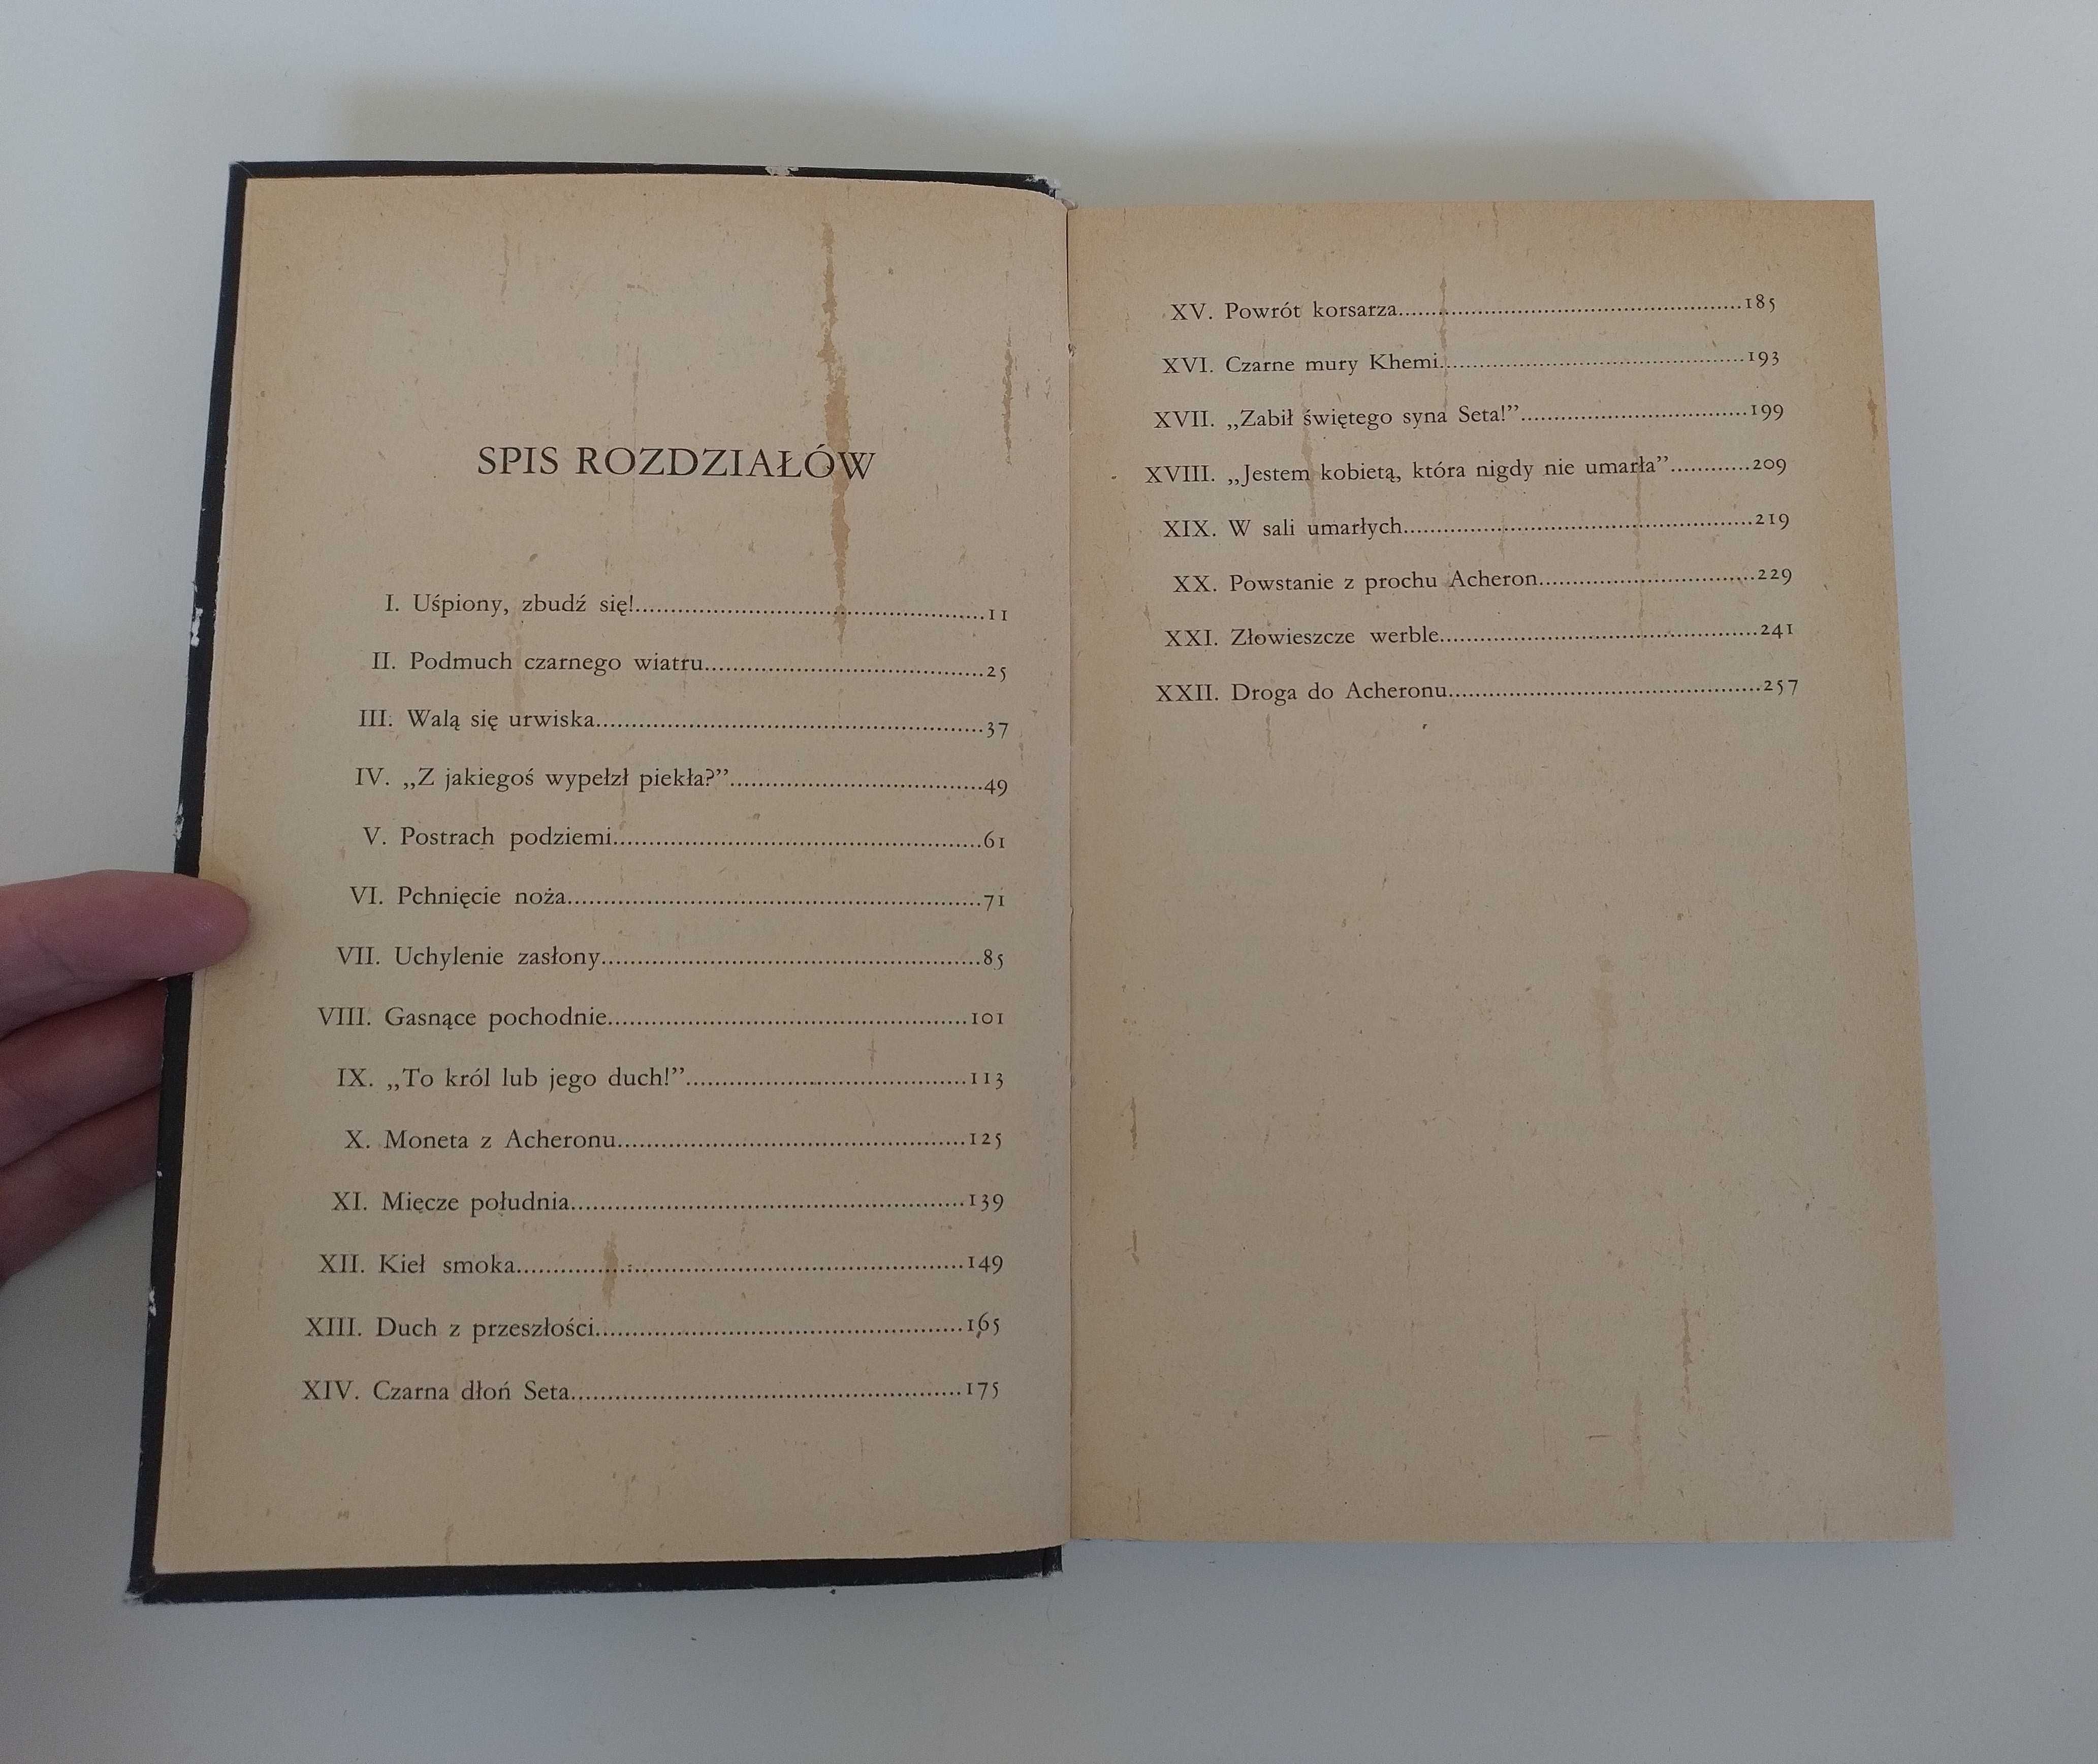 SPIS ROZDZIAŁÓW
I. Uśpiony, zbudź się!..........11
II. Podmuch czarnego wiatru..........25
III. Walą się urwiska..........37
IV. „Z jakiegoś wypełzł piekła?”..........49
V. Postrach podziemi..........61
VI. Pchnięcie noża..........71
VII. Uchylenie zasłony..........85
VIII. Gasnące pochodnie..........101
IX. „To król lub jego duch!”..........113
X. Moneta z Acheronu..........125
XI. Mięcze południa..........139
XII. Kieł smoka..........149
XIII. Duch z przeszłości..........165
XIV. Czarna dłoń Seta..........175
XV. Powrót korsarza..........185
XVI. Czarne mury Khemi..........193
XVII. „Zabił świętego syna Seta!”..........199
XVIII. „Jestem kobietą, która nigdy nie umarła”..........209
XIX. W sali umarłych..........219
XX. Powstanie z prochu Acheron..........229
XXI. Złowieszcze werble..........241
XXII. Droga do Acheronu..........257